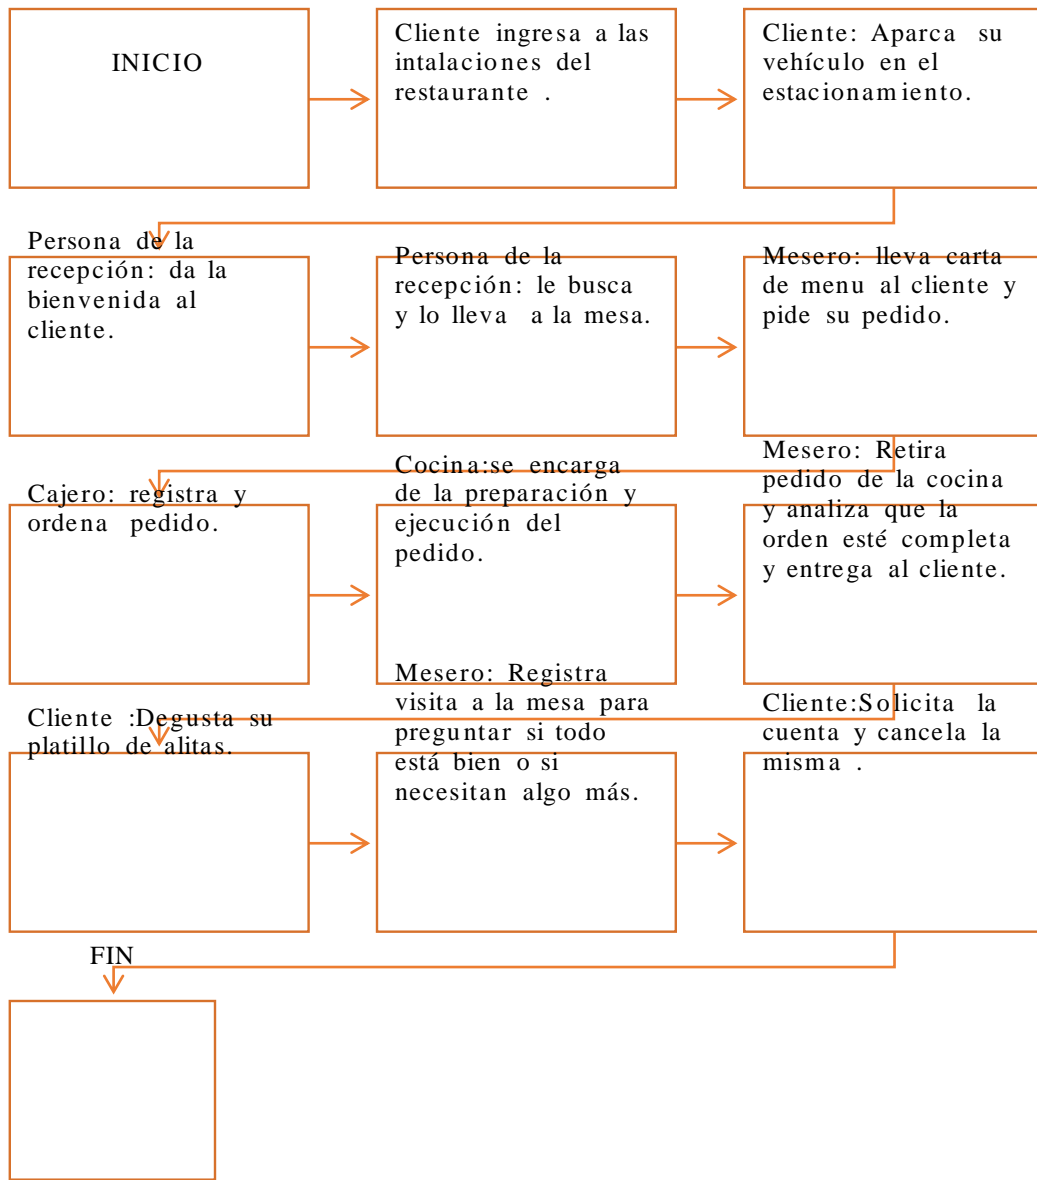 INICIO
Cliente ingresa a las
intalaciones del
restaurante .
Cliente: Aparca su
vehículo en el
estacionamiento.
Persona de la
recepción: da la
bienvenida al
cliente.
Persona de la
recepción: le busca
y lo lleva a la mesa.
Mesero: lleva carta
de menu al cliente y
pide su pedido.
Cajero: registra y
ordena pedido.
Cocina:se encarga
de la preparación y
ejecución del
pedido.
Mesero: Retira
pedido de la cocina
y analiza que la
orden esté completa
y entrega al cliente.
Cliente :Degusta su
platillo de alitas.
Mesero: Registra
visita a la mesa para
preguntar si todo
está bien o si
necesitan algo más.
Cliente:Solicita la
cuenta y cancela la
misma .
FIN